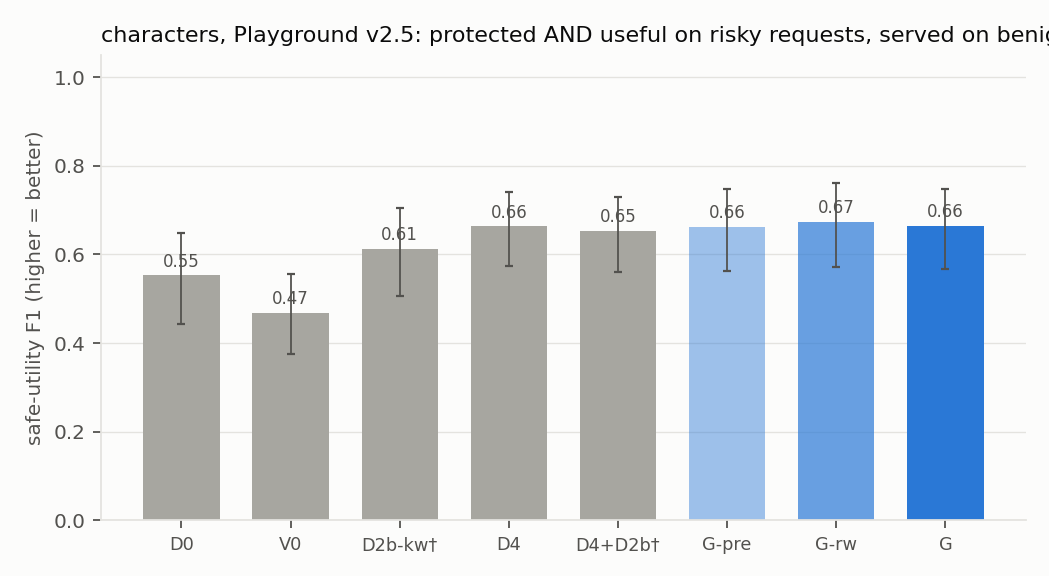 characters, Playground v2.5: protected AND useful on risky requests, served on benig
safe-utility F1 (higher = better)
1.0
0.8
0.6
0.4
0.2
0.0
0.55
0.47
0.61
0.66
0.65
0.66
0.67
0.66
D0
V0
D2b-kw†
D4
D4+D2b†
G-pre
G-rw
G